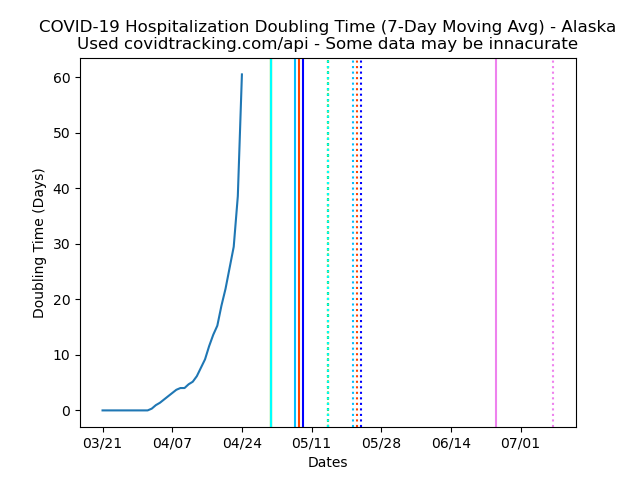 COVID-19 Hospitalization Doubling Time (7-Day Moving Avg) - Alaska
Used covidtracking.com/api - Some data may be innacurate
Doubling Time (Days)
60
50
40
30
20
10
0
03/21 04/07 04/24 05/11 05/28 06/14 07/01
Dates